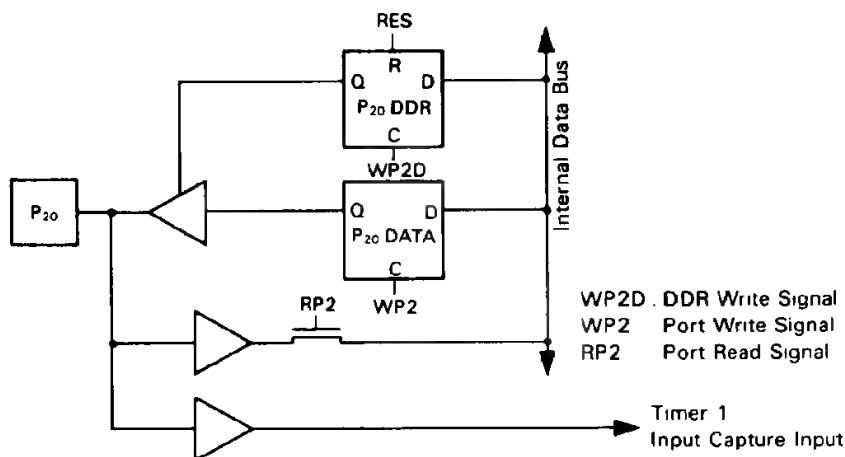 RES
R
Q D
P20 DDR
C
WP2D
P20
Q D
P20 DATA
C
WP2
RP2
Internal Data Bus
WP2D . DDR Write Signal
WP2 Port Write Signal
RP2 Port Read Signal
Timer 1
Input Capture Input